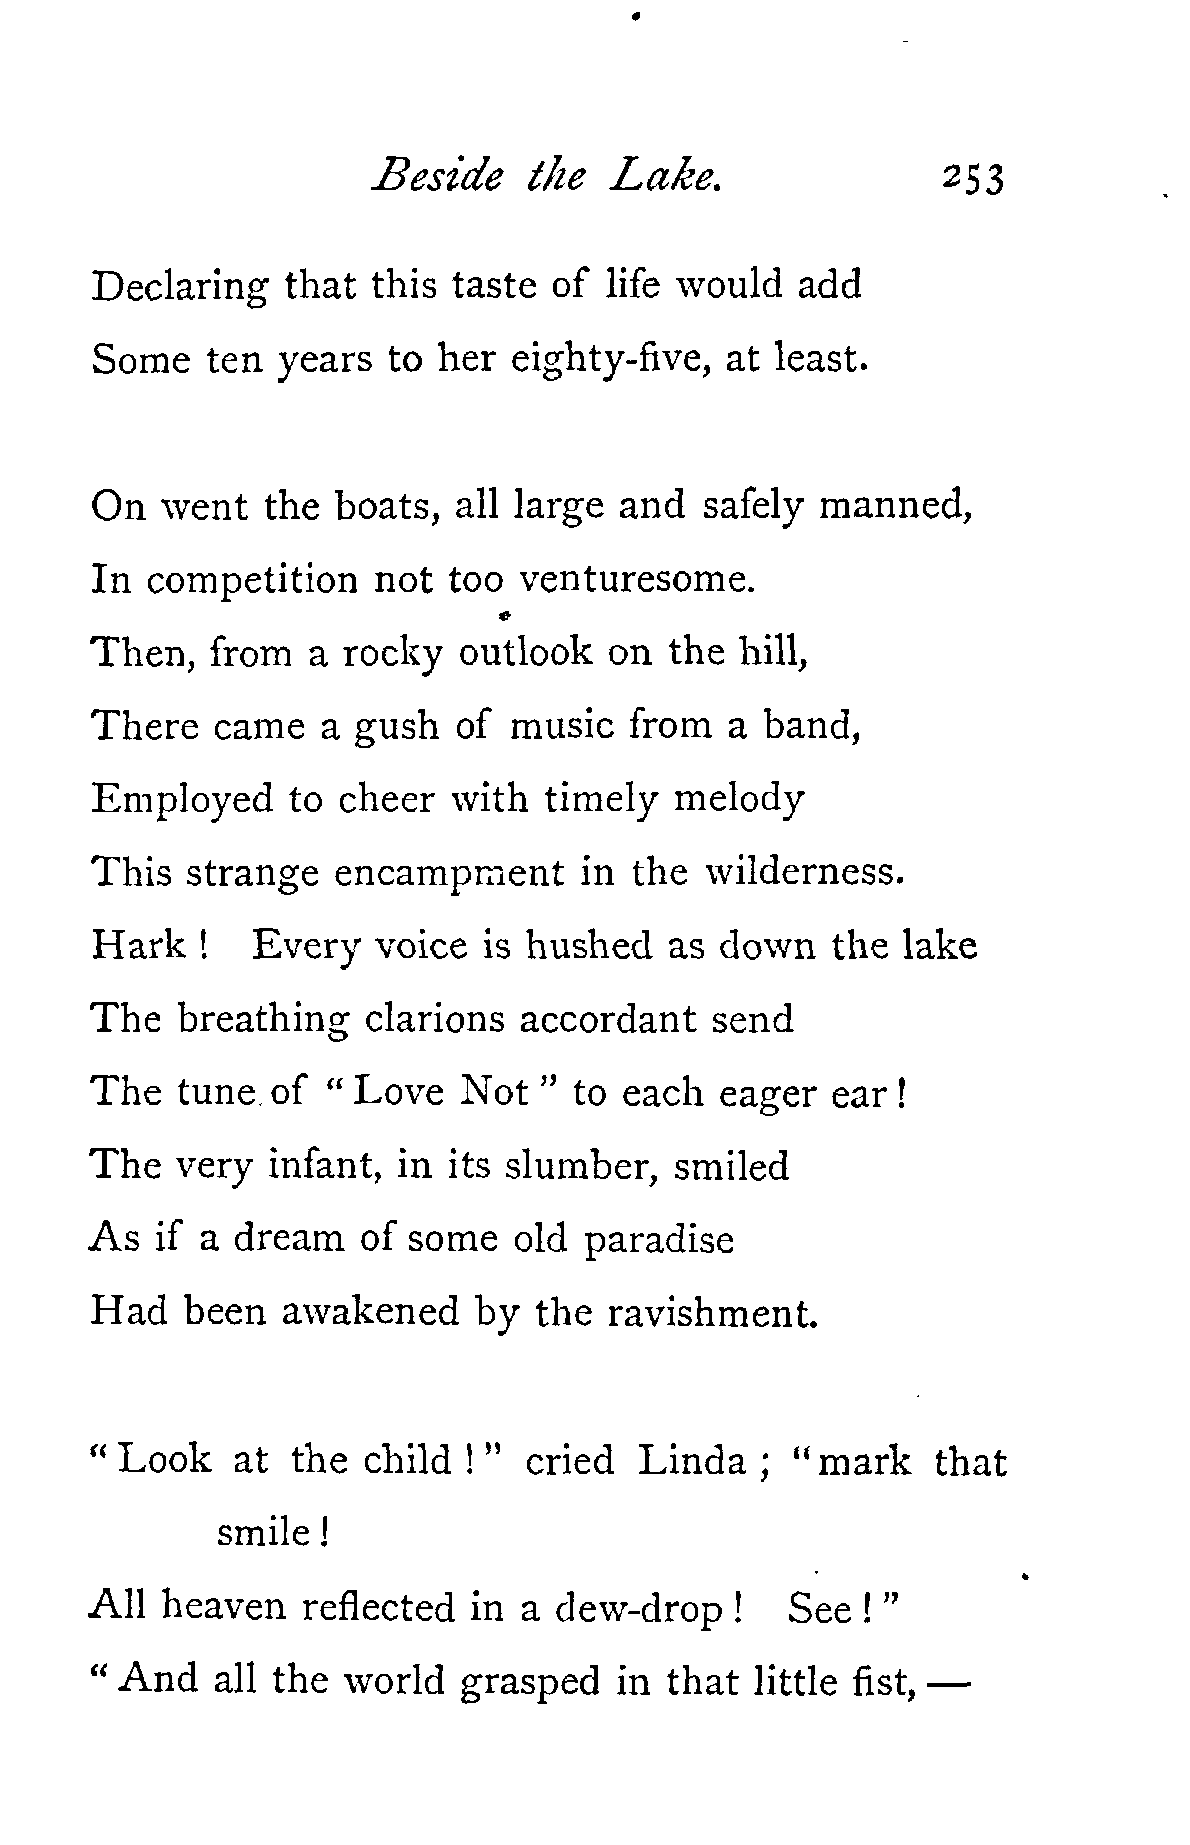 Beside the Lake. 253
Declaring that this taste of life would add
Some ten years to her eighty-five, at least.
On went the boats, all large and safely manned,
In competition not too venturesome.
Then, from a rocky outlook on the hill,
There came a gush of music from a band,
Employed to cheer with timely melody
This strange encampment in the wilderness.
Hark ! Every voice is hushed as down the lake
The breathing clarions accordant send
The tune of “ Love Not ” to each eager ear !
The very infant, in its slumber, smiled
As if a dream of some old paradise
Had been awakened by the ravishment.
“ Look at the child ! ” cried Linda ; “ mark that
smile !
All heaven reflected in a dew-drop ! See ! ”
“ And all the world grasped in that little fist, —